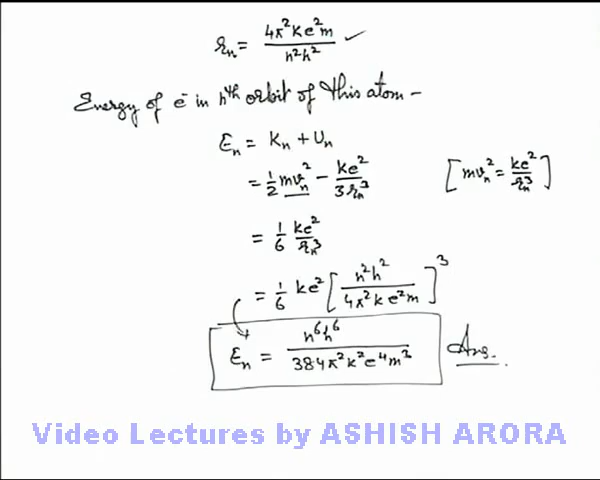 rn = 4π²ke²m / n²h² ✓
Energy of e⁻ in nth orbit of this atom –
En = Kn + Un
= 1/2 mvn² – ke² / 3rn³ [mvn² = ke² / rn³]
= 1/6 ke² / rn³
= 1/6 ke² [n²h² / 4π²ke²m]³
En = n⁶h⁶ / 384π²k²e⁴m³ Ans.
Video Lectures by ASHISH ARORA